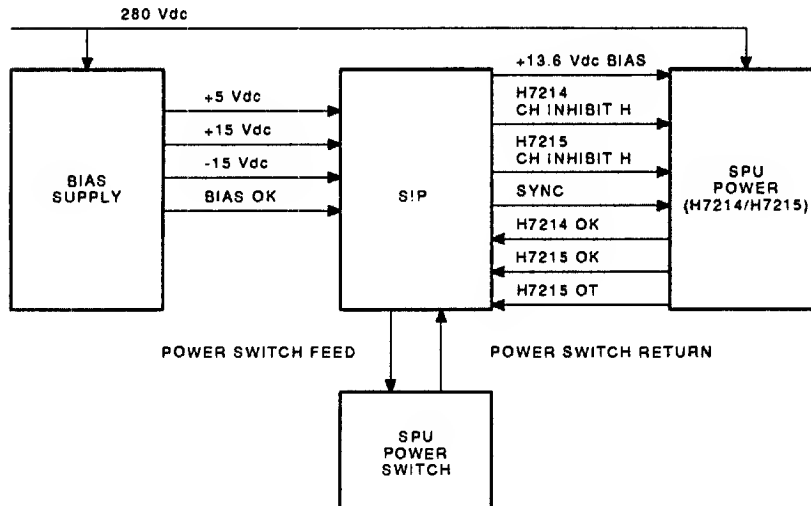 280 Vdc
+5 Vdc
+15 Vdc
-15 Vdc
BIAS OK
BIAS
SUPPLY
SIP
+13.6 Vdc BIAS
H7214
CH INHIBIT H
H7215
CH INHIBIT H
SYNC
H7214 OK
H7215 OK
H7215 OT
SPU
POWER
(H7214/H7215)
POWER SWITCH FEED
POWER SWITCH RETURN
SPU
POWER
SWITCH